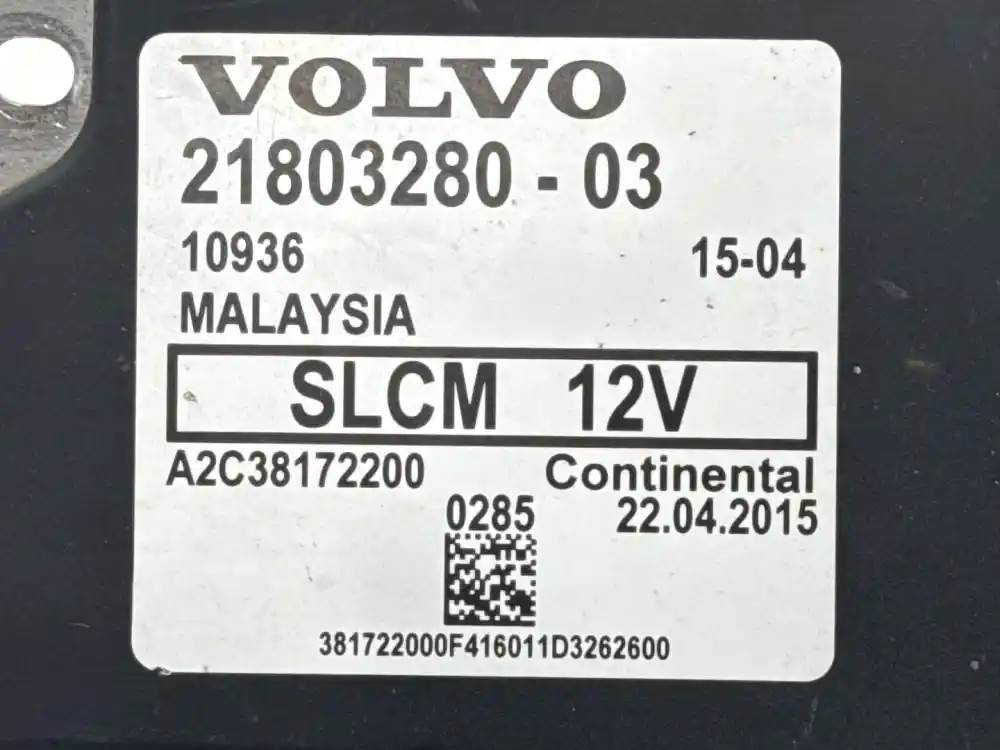 VOLVO
21803280 - 03
10936 15-04
MALAYSIA
SLCM 12V
A2C38172200 Continental
0285 22.04.2015
381722000F416011D3262600